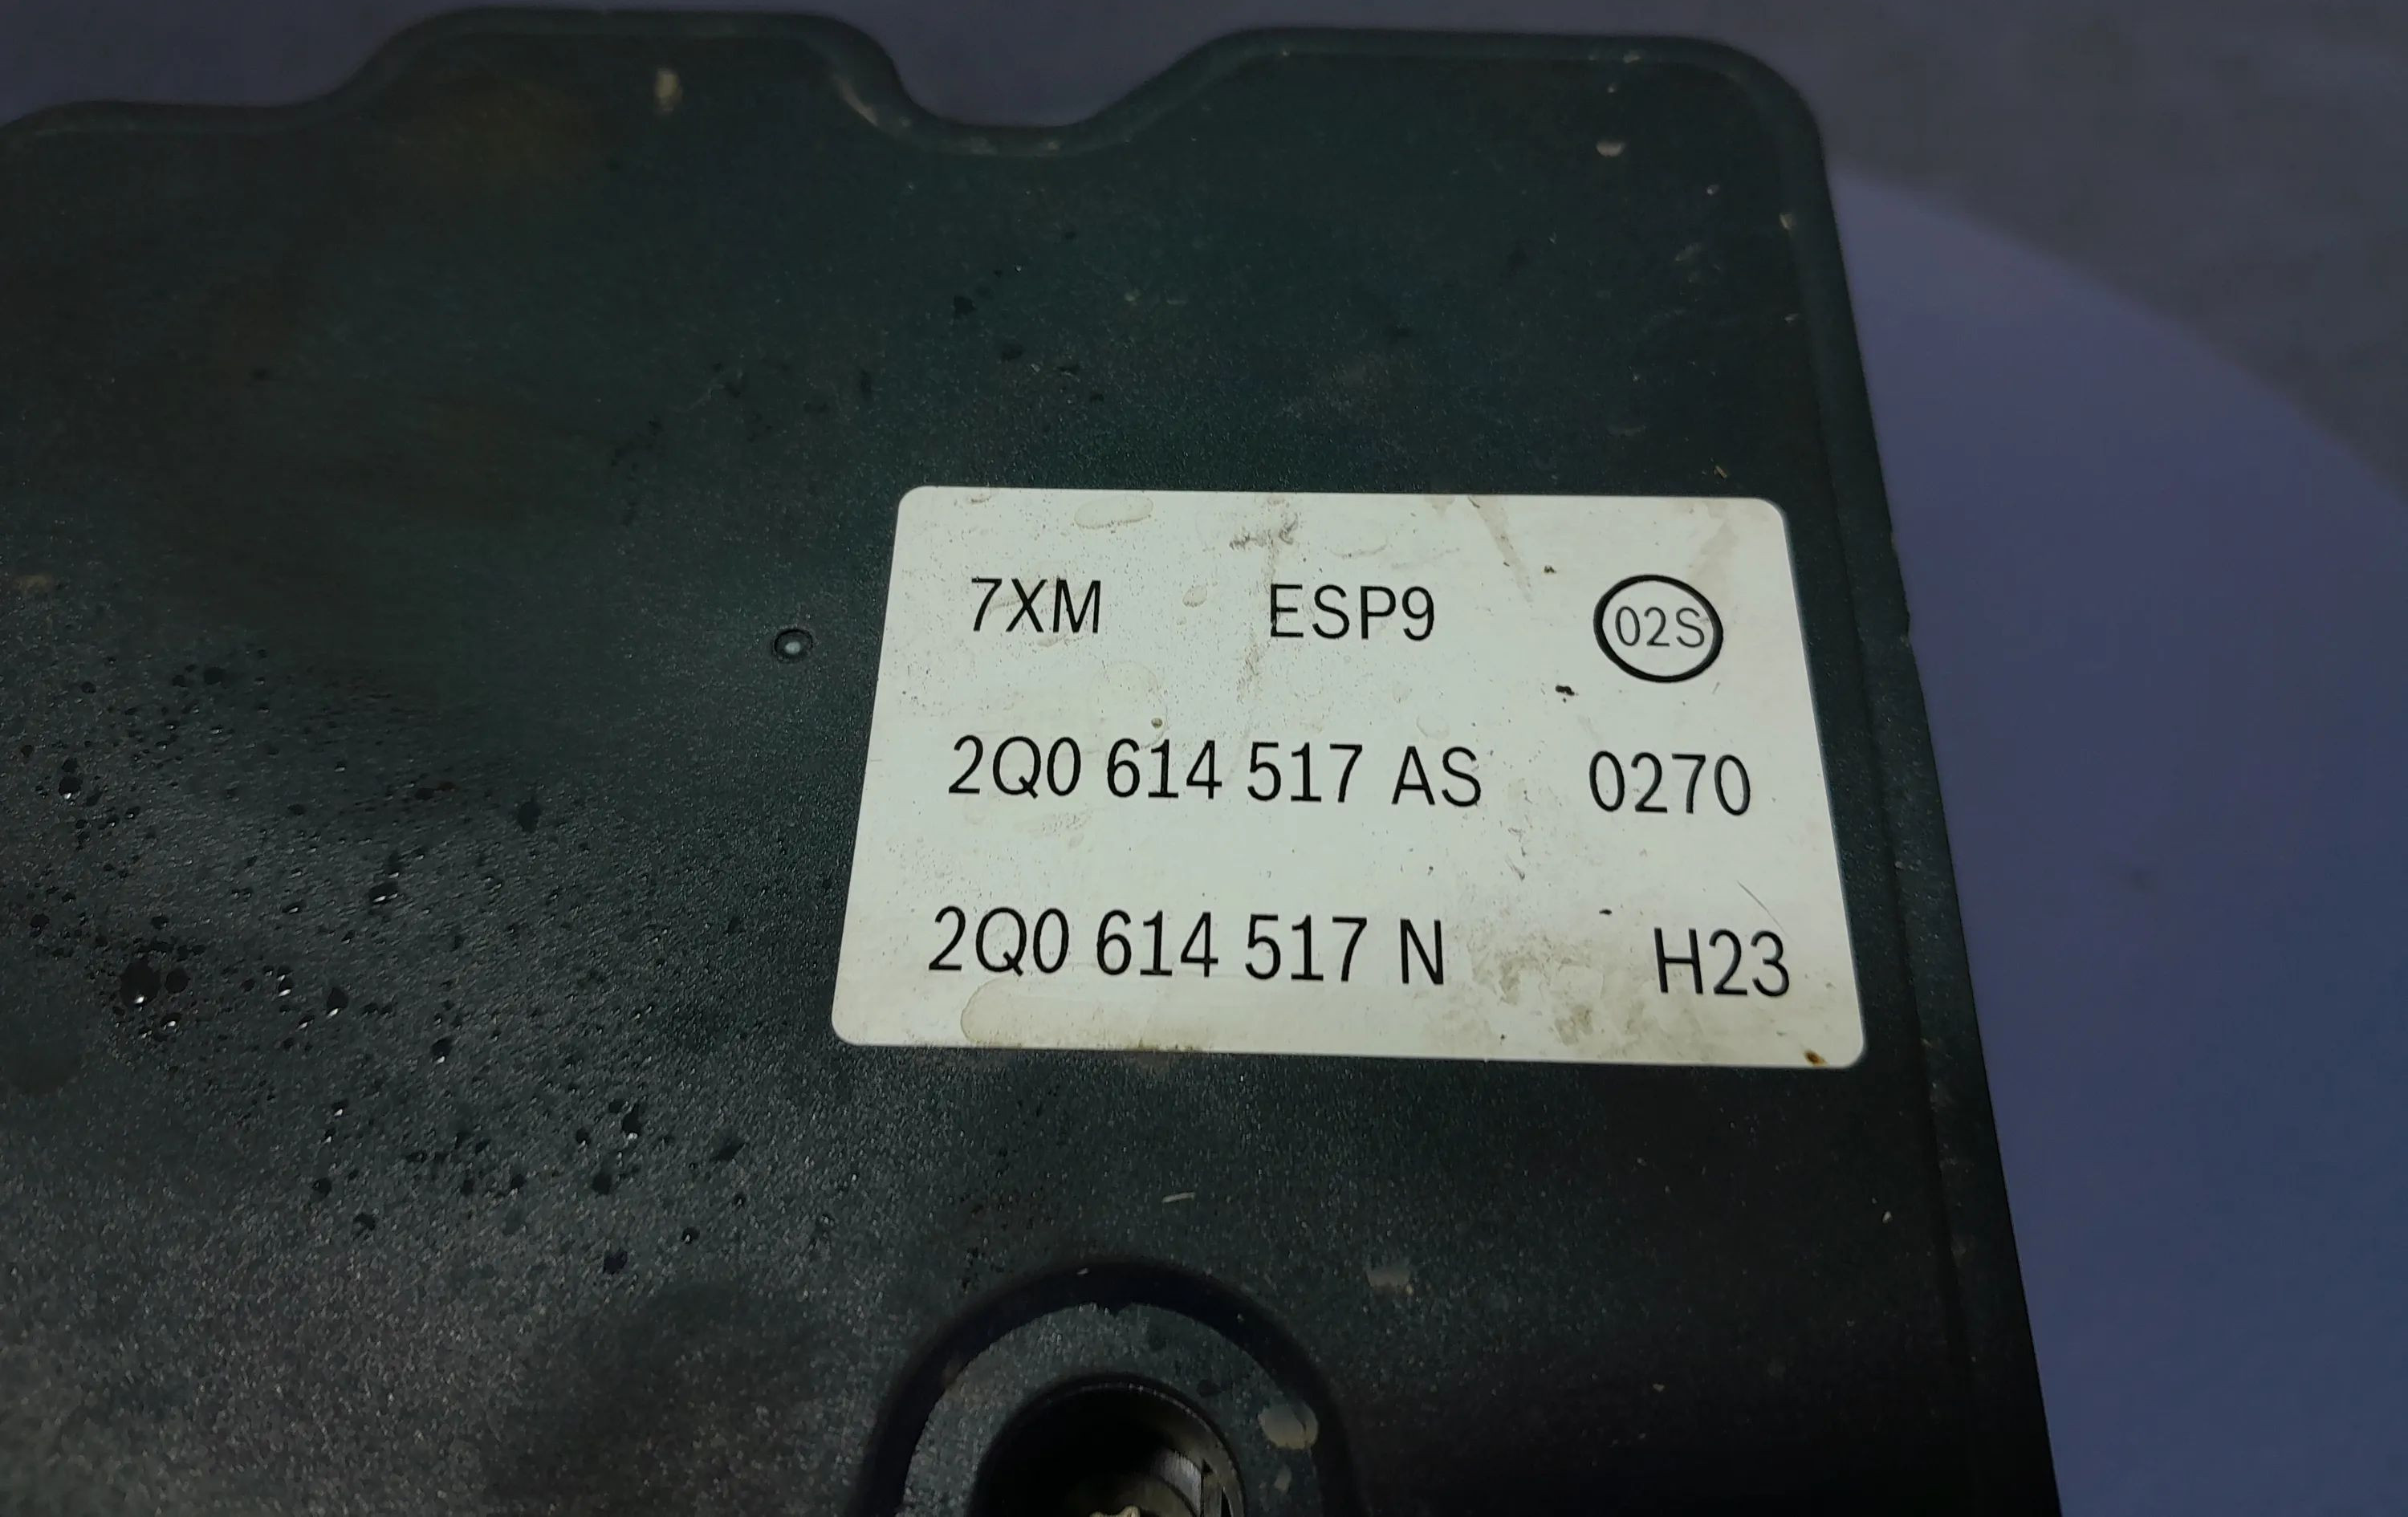 7XM ESP9 02S
2Q0 614 517 AS 0270
2Q0 614 517 N H23